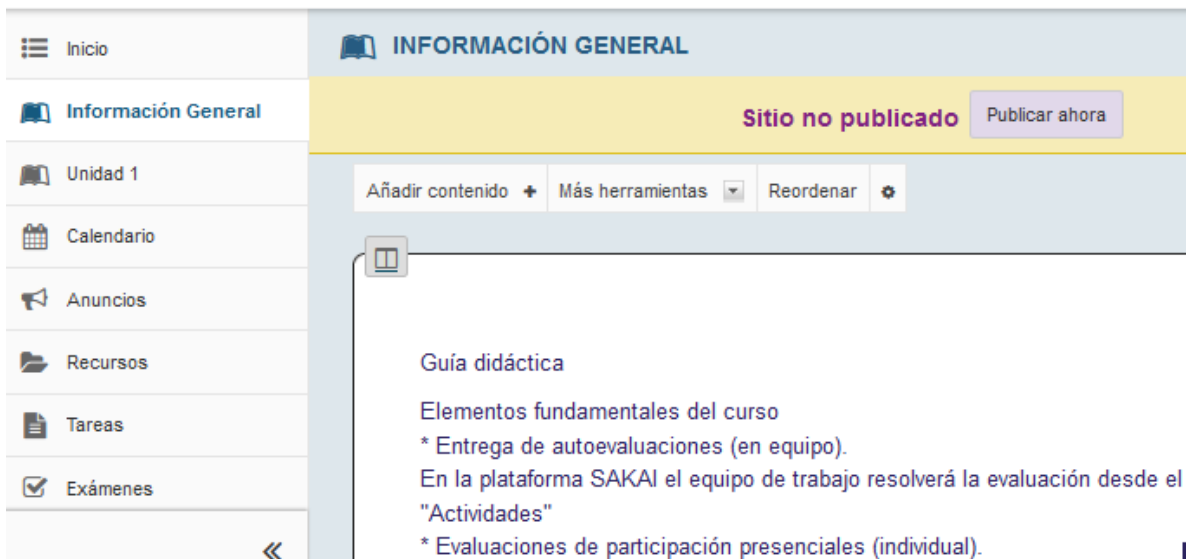 Inicio
Información General
Unidad 1
Calendario
Anuncios
Recursos
Tareas
Exámenes
INFORMACIÓN GENERAL
Sitio no publicado Publicar ahora
Añadir contenido Más herramientas Reordenar
Guía didáctica
Elementos fundamentales del curso
* Entrega de autoevaluaciones (en equipo).
En la plataforma SAKAI el equipo de trabajo resolverá la evaluación desde el
"Actividades"
* Evaluaciones de participación presenciales (individual).